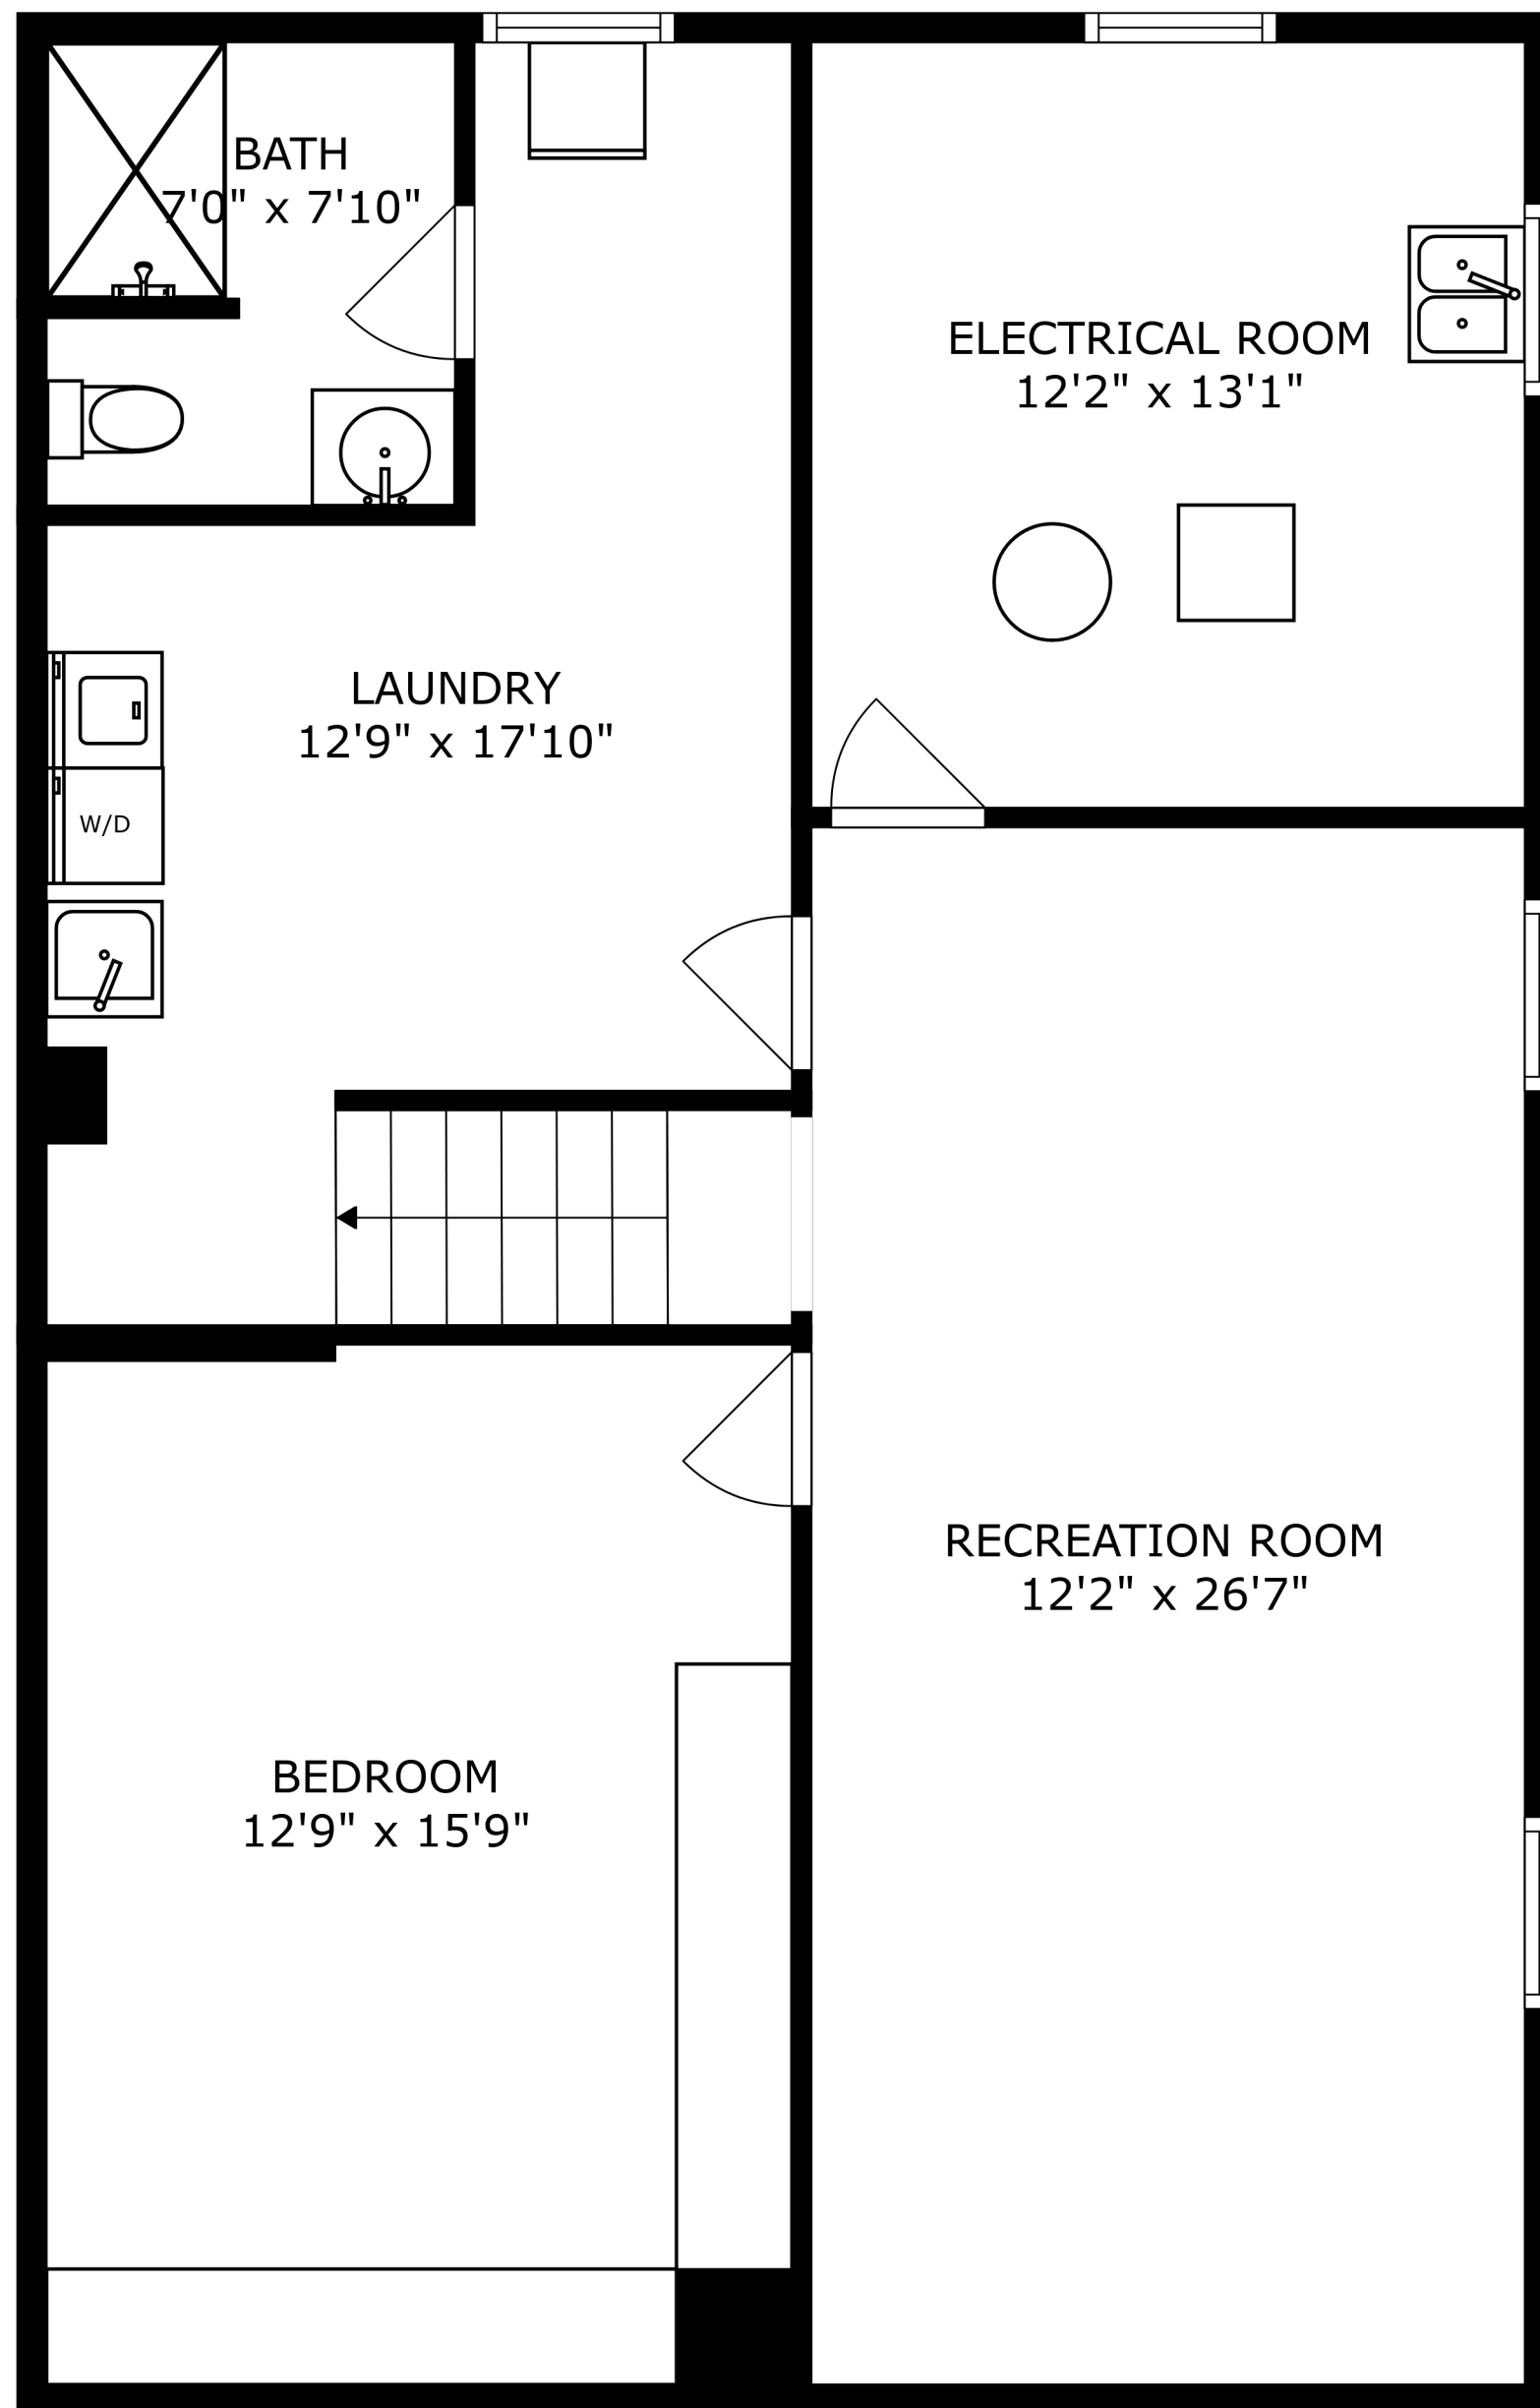 BATH
7'0" x 7'10"
ELECTRICAL ROOM
12'2" x 13'1"
LAUNDRY
12'9" x 17'10"
W/D
RECREATION ROOM
12'2" x 26'7"
BEDROOM
12'9" x 15'9"